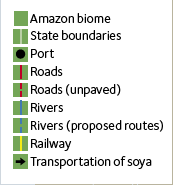 Amazon biome
State boundaries
Port
Roads
Roads (unpaved)
Rivers
Rivers (proposed routes)
Railway
Transportation of soya